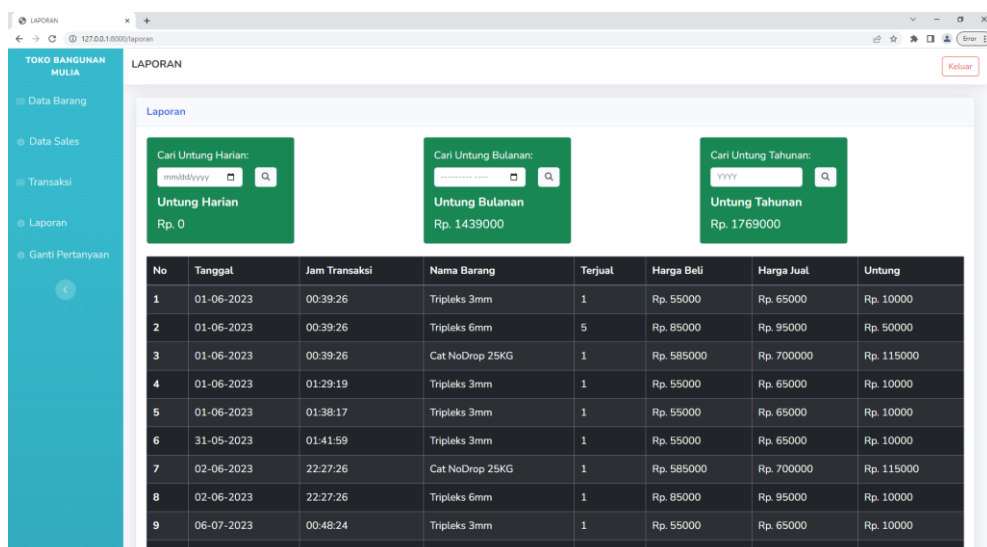 LAPORAN
127.0.0.1:8000/laporan
Error
TOKO BANGUNAN
MULIA
LAPORAN
Keluar
Data Barang
Data Sales
Transaksi
Laporan
Ganti Pertanyaan
Laporan
Cari Untung Harian:
mm/dd/yyyy
Untung Harian
Rp. 0
Cari Untung Bulanan:
--------- ----
Untung Bulanan
Rp. 1439000
Cari Untung Tahunan:
YYYY
Untung Tahunan
Rp. 1769000
No Tanggal Jam Transaksi Nama Barang Terjual Harga Beli Harga Jual Untung
1 01-06-2023 00:39:26 Tripleks 3mm 1 Rp. 55000 Rp. 65000 Rp. 10000
2 01-06-2023 00:39:26 Tripleks 6mm 5 Rp. 85000 Rp. 95000 Rp. 50000
3 01-06-2023 00:39:26 Cat NoDrop 25KG 1 Rp. 585000 Rp. 700000 Rp. 115000
4 01-06-2023 01:29:19 Tripleks 3mm 1 Rp. 55000 Rp. 65000 Rp. 10000
5 01-06-2023 01:38:17 Tripleks 3mm 1 Rp. 55000 Rp. 65000 Rp. 10000
6 31-05-2023 01:41:59 Tripleks 3mm 1 Rp. 55000 Rp. 65000 Rp. 10000
7 02-06-2023 22:27:26 Cat NoDrop 25KG 1 Rp. 585000 Rp. 700000 Rp. 115000
8 02-06-2023 22:27:26 Tripleks 6mm 1 Rp. 85000 Rp. 95000 Rp. 10000
9 06-07-2023 00:48:24 Tripleks 3mm 1 Rp. 55000 Rp. 65000 Rp. 10000